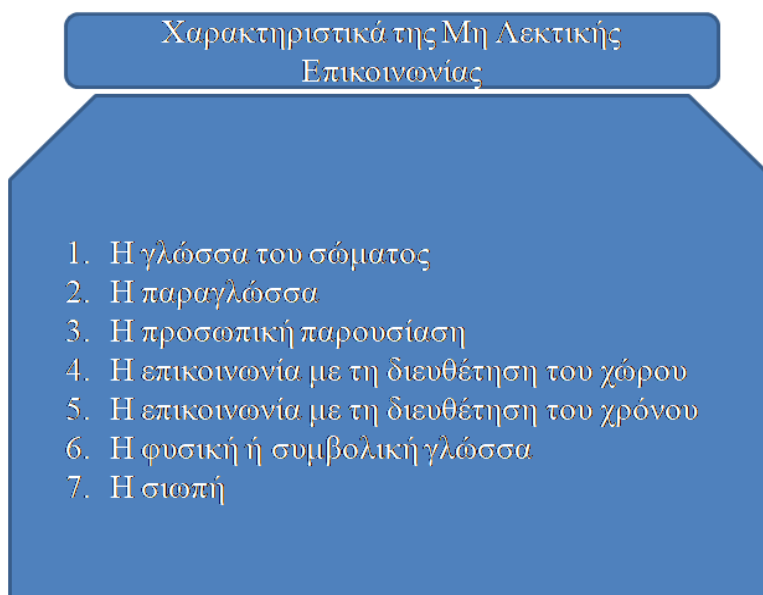 Χαρακτηριστικά της Μη Λεκτικής
Επικοινωνίας
1. Η γλώσσα του σώματος
2. Η παραγλώσσα
3. Η προσωπική παρουσίαση
4. Η επικοινωνία με τη διευθέτηση του χώρου
5. Η επικοινωνία με τη διευθέτηση του χρόνου
6. Η φυσική ή συμβολική γλώσσα
7. Η σιωπή